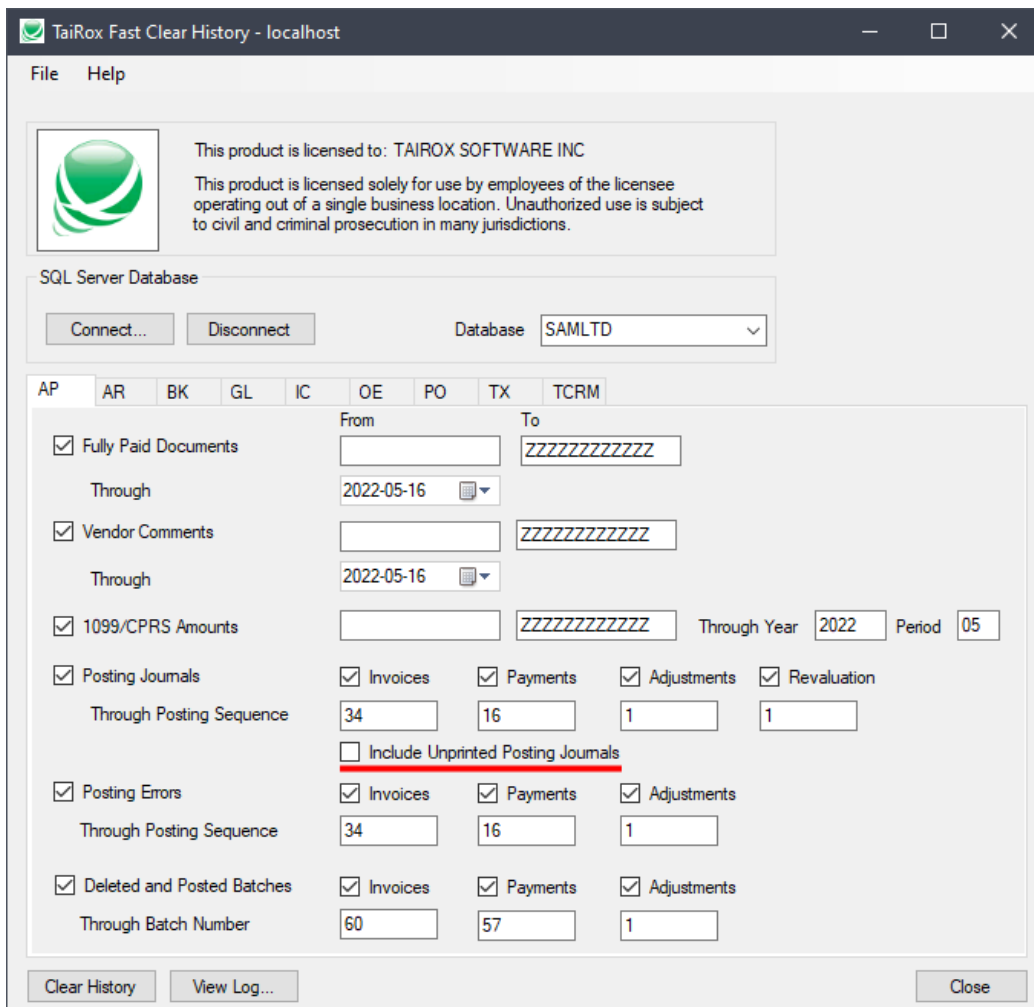 TaiRox Fast Clear History - localhost
File Help
This product is licensed to: TAIROX SOFTWARE INC
This product is licensed solely for use by employees of the licensee
operating out of a single business location. Unauthorized use is subject
to civil and criminal prosecution in many jurisdictions.
SQL Server Database
Connect... Disconnect Database SAMLTD
AP AR BK GL IC OE PO TX TCRM
From To
Fully Paid Documents ZZZZZZZZZZZZ
Through 2022-05-16
Vendor Comments ZZZZZZZZZZZZ
Through 2022-05-16
1099/CPRS Amounts ZZZZZZZZZZZZ Through Year 2022 Period 05
Posting Journals Invoices Payments Adjustments Revaluation
Through Posting Sequence 34 16 1 1
Include Unprinted Posting Journals
Posting Errors Invoices Payments Adjustments
Through Posting Sequence 34 16 1
Deleted and Posted Batches Invoices Payments Adjustments
Through Batch Number 60 57 1
Clear History View Log... Close